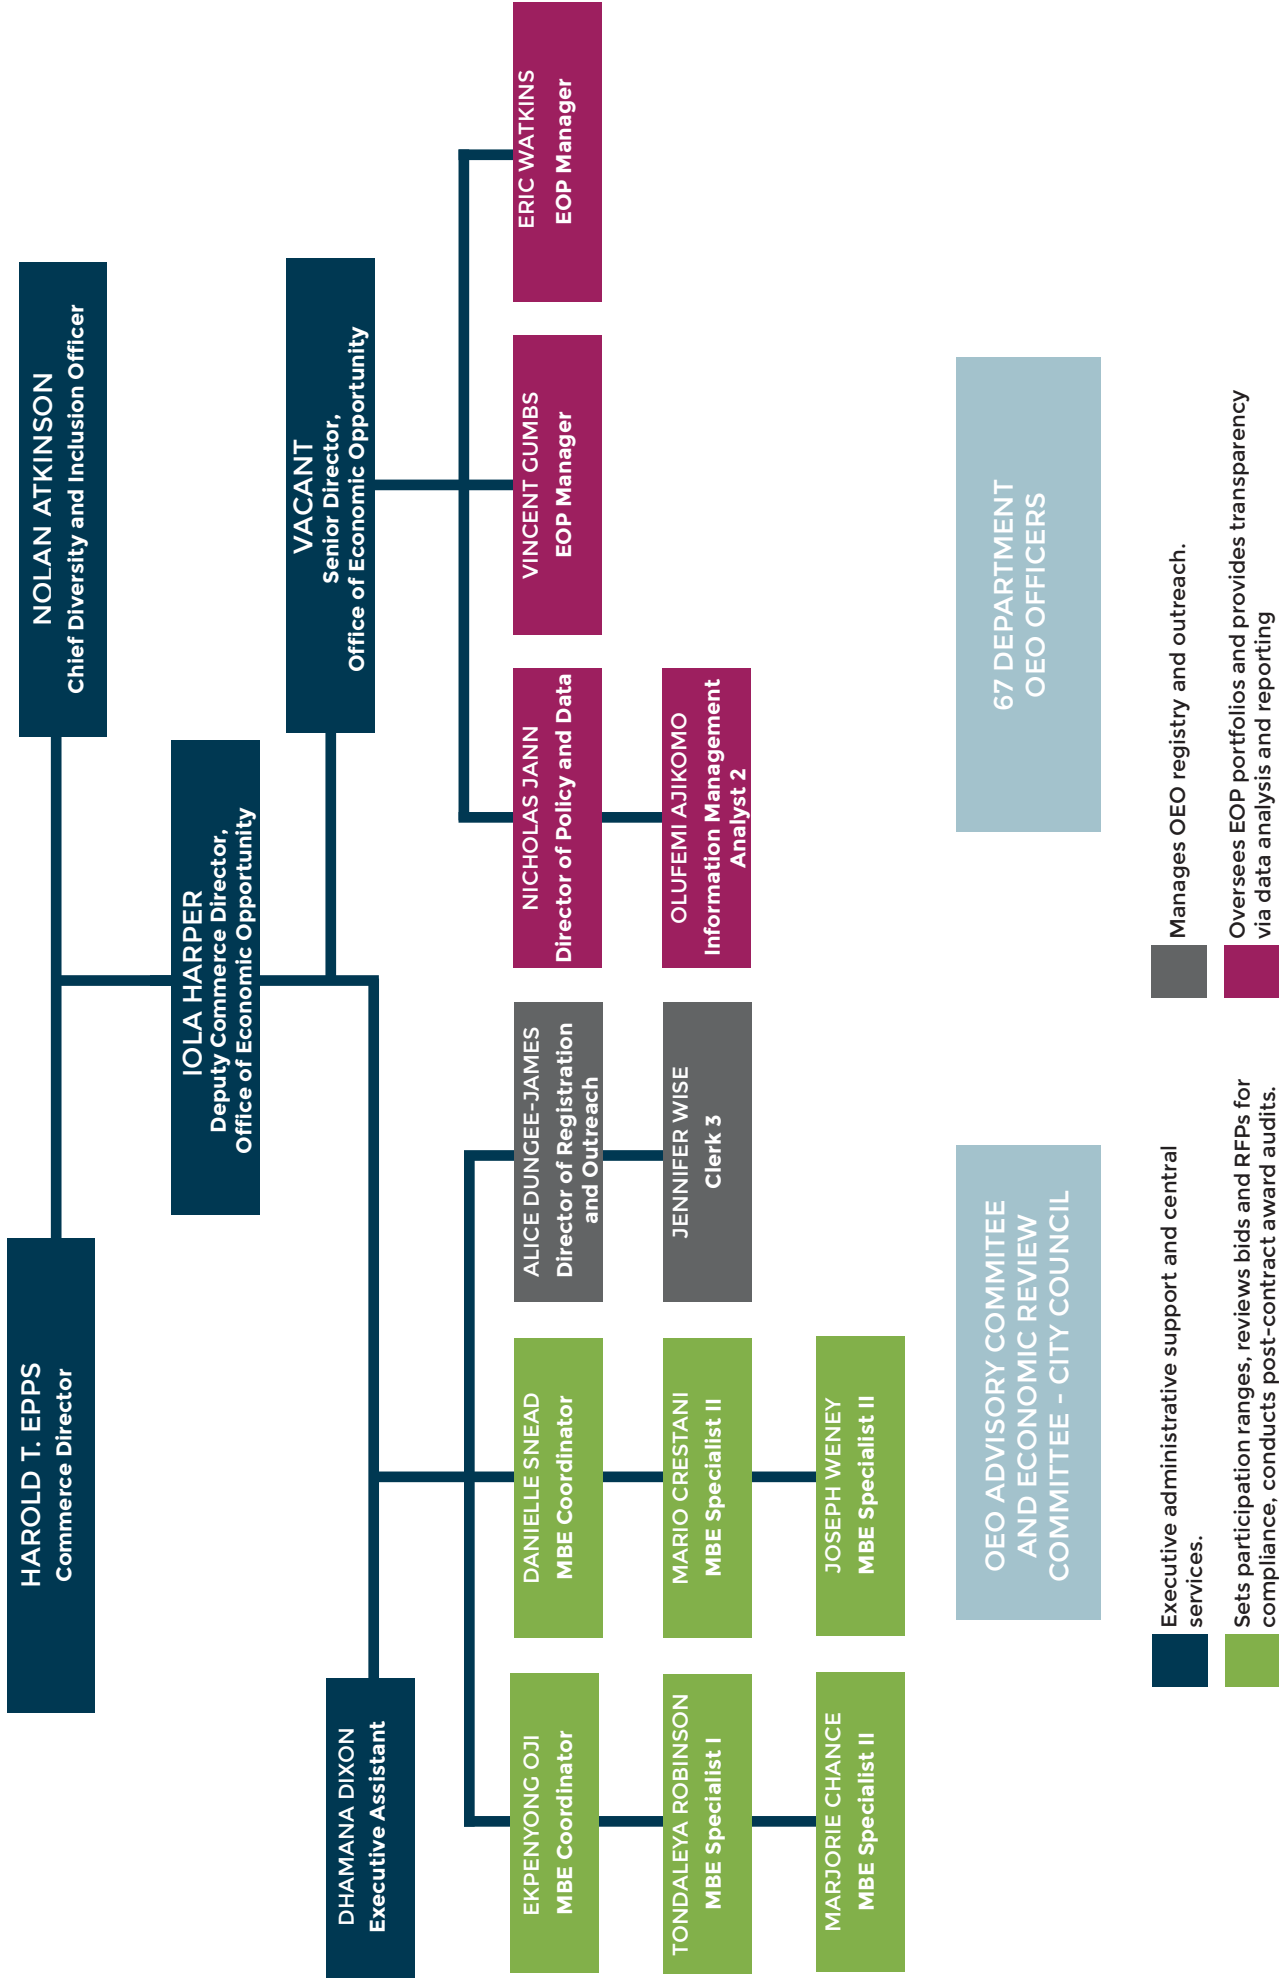 HAROLD T. EPPS
Commerce Director
NOLAN ATKINSON
Chief Diversity and Inclusion Officer
IOLA HARPER
Deputy Commerce Director,
Office of Economic Opportunity
VACANT
Senior Director,
Office of Economic Opportunity
DHAMANA DIXON
Executive Assistant
EKPENYONG OJI
MBE Coordinator
DANIELLE SNEAD
MBE Coordinator
ALICE DUNGEE-JAMES
Director of Registration
and Outreach
NICHOLAS JANN
Director of Policy and Data
VINCENT GUMBS
EOP Manager
ERIC WATKINS
EOP Manager
TONDALEYA ROBINSON
MBE Specialist I
MARIO CRESTANI
MBE Specialist II
JENNIFER WISE
Clerk 3
OLUFEMI AJIKOMO
Information Management
Analyst 2
MARJORIE CHANCE
MBE Specialist II
JOSEPH WENEY
MBE Specialist II
OEO ADVISORY COMMITEE
AND ECONOMIC REVIEW
COMMITTEE - CITY COUNCIL
67 DEPARTMENT
OEO OFFICERS
Executive administrative support and central
services.
Manages OEO registry and outreach.
Sets participation ranges, reviews bids and RFPs for
compliance, conducts post-contract award audits.
Oversees EOP portfolios and provides transparency
via data analysis and reporting